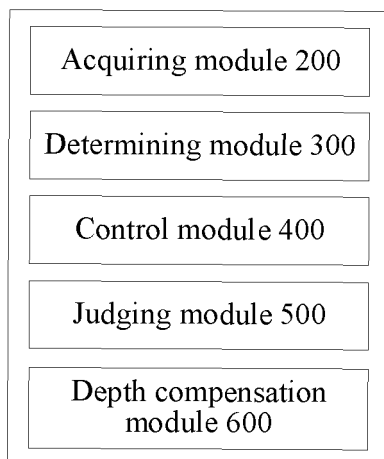 Acquiring module 200
Determining module 300
Control module 400
Judging module 500
Depth compensation
module 600